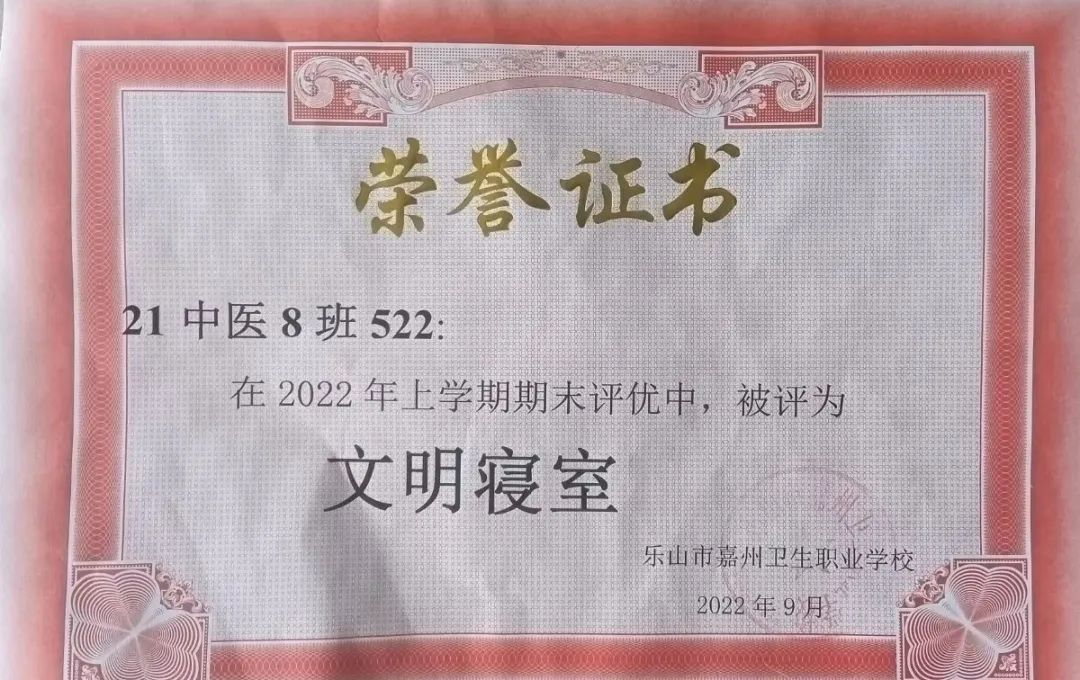 荣誉证书
21 中医 8 班 522:
在 2022 年上学期期末评优中，被评为
文明寝室
乐山市嘉州卫生职业学校
2022 年 9 月